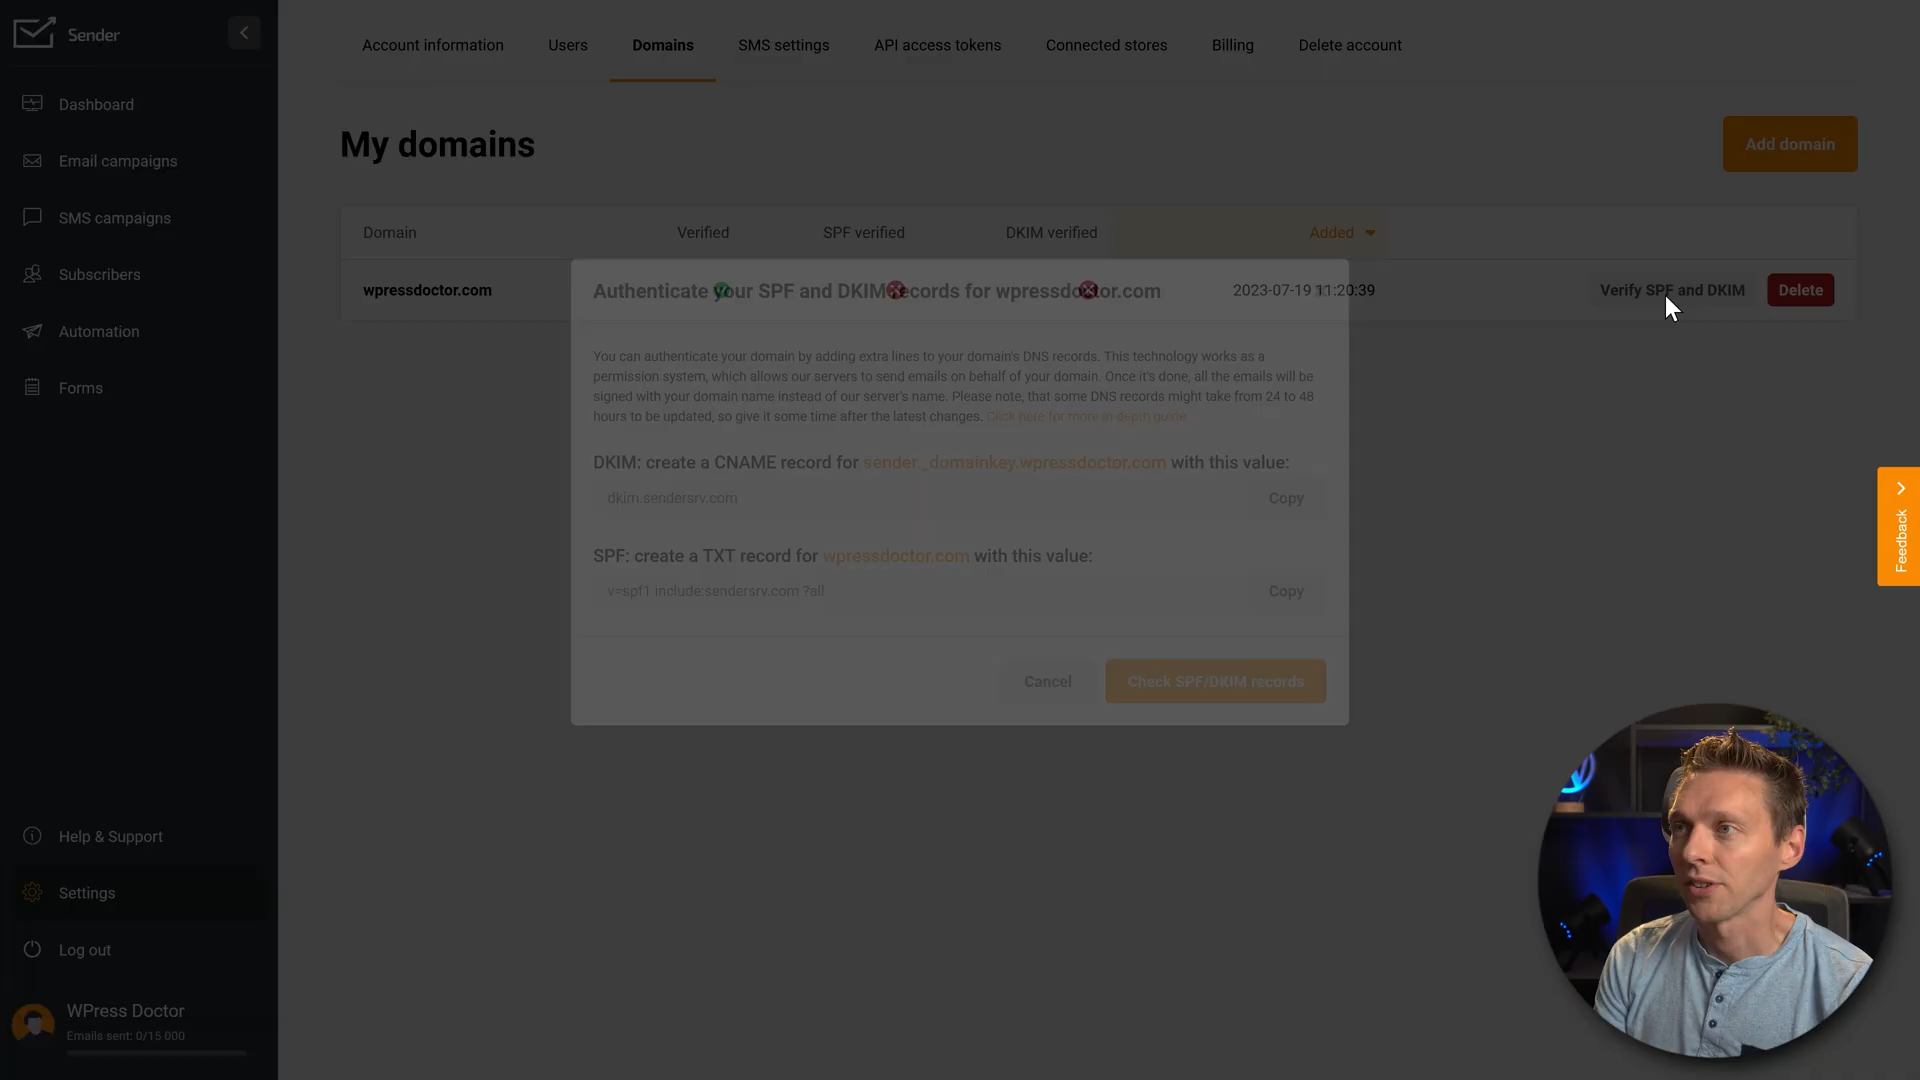 Sender
Account information
Users
Domains
SMS settings
API access tokens
Connected stores
Billing
Delete account
Dashboard
Email campaigns
SMS campaigns
Subscribers
Automation
Forms
My domains
Add domain
Domain
Verified
SPF verified
DKIM verified
Added
wpressdoctor.com
2023-07-19 11:20:39
Verify SPF and DKIM
Delete
Authenticate your SPF and DKIM records for wpressdoctor.com
You can authenticate your domain by adding extra lines to your domain's DNS records. This technology works as a
permission system, which allows our servers to send emails on behalf of your domain. Once it's done, all the emails will be
signed with your domain name instead of our server's name. Please note, that some DNS records might take from 24 to 48
hours to be updated, so give it some time after the latest changes. Click here for more in-depth guide
DKIM: create a CNAME record for sender._domainkey.wpressdoctor.com with this value:
dkim.sendersrv.com
Copy
SPF: create a TXT record for wpressdoctor.com with this value:
v=spf1 include:sendersrv.com ?all
Copy
Cancel
Check SPF/DKIM records
Feedback
Help & Support
Settings
Log out
WPress Doctor
Emails sent: 0/15 000